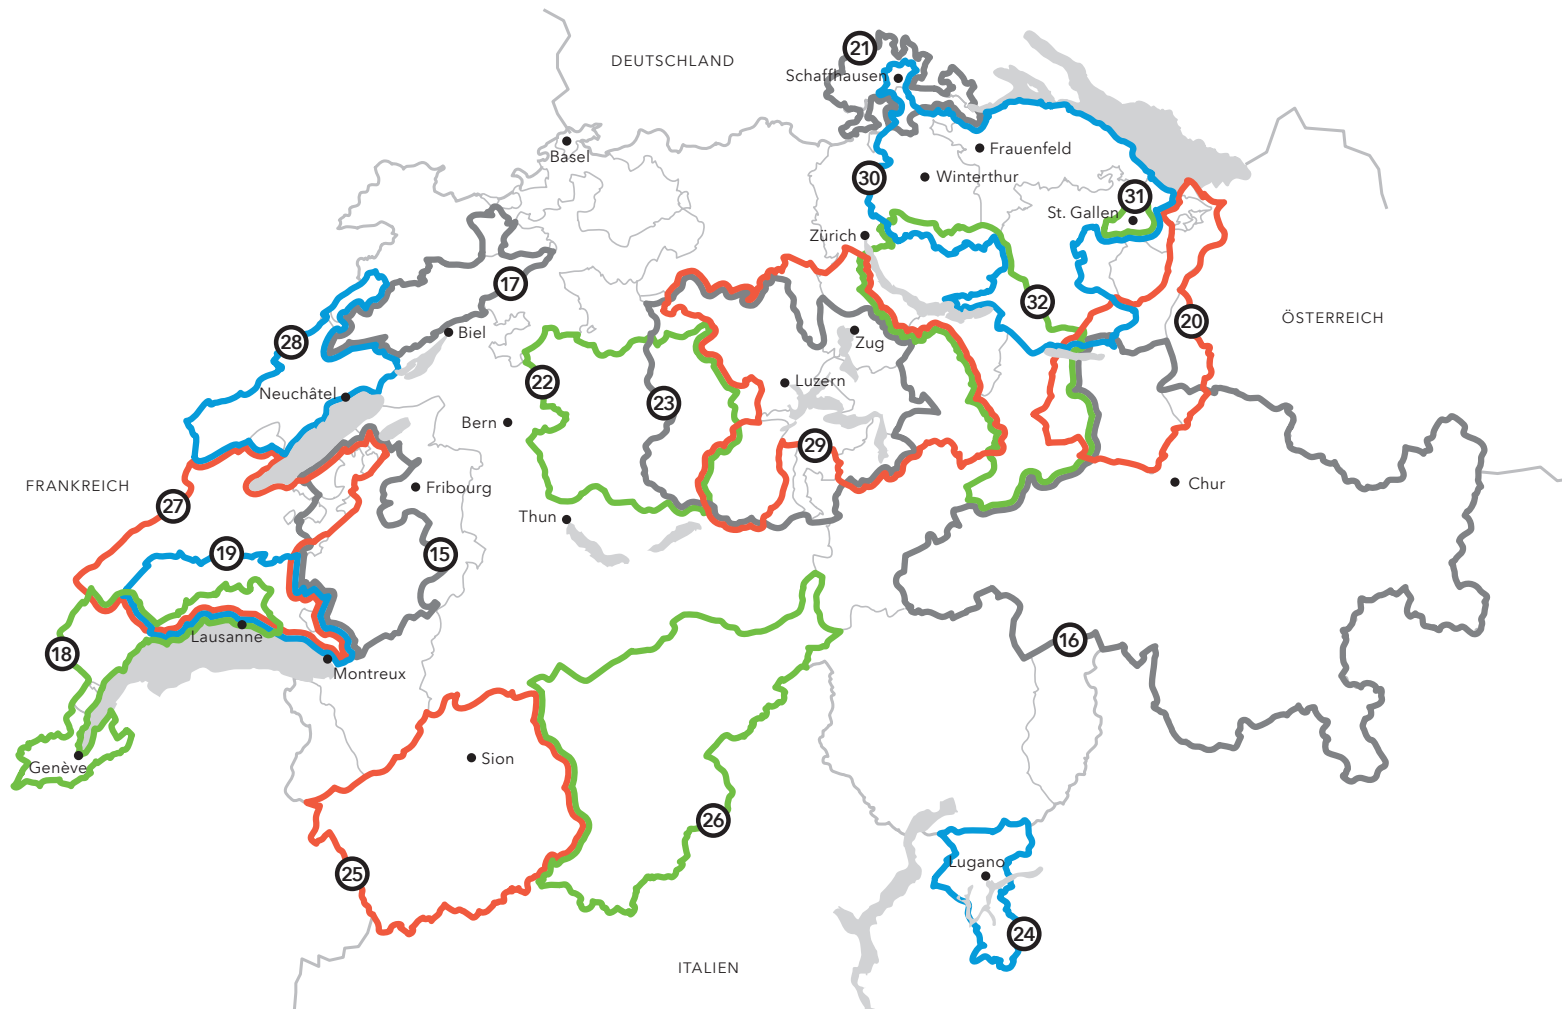 21
DEUTSCHLAND
Schaffhausen
Basel
Frauenfeld
30
Winterthur
31
St. Gallen
Zürich
17
32
20
ÖSTERREICH
28
Biel
Zug
22
Luzern
Neuchâtel
23
Bern
29
FRANKREICH
Fribourg
Chur
27
Thun
19
15
Lausanne
16
18
Montreux
Sion
Genève
26
Lugano
25
24
ITALIEN